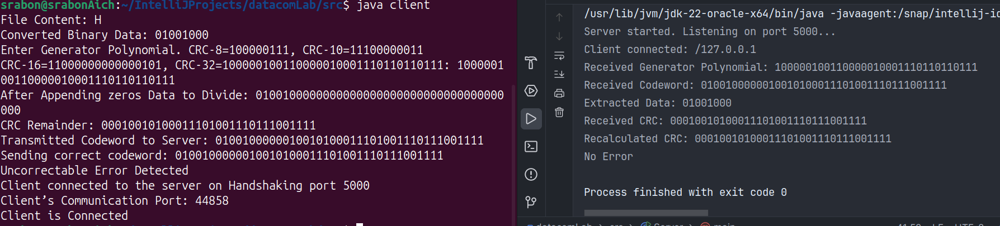 srabon@srabonAich:~/IntelliJProjects/datacomLab/src$ java client
File Content: H
Converted Binary Data: 01001000
Enter Generator Polynomial. CRC-8=100000111, CRC-10=11100000011
CRC-16=11000000000000101, CRC-32=100000100110000010001110110110111: 1000001
00110000010001110110110111
After Appending zeros Data to Divide: 0100100000000000000000000000000000000
000
CRC Remainder: 00010010100011101001110111001111
Transmitted Codeword to Server: 0100100000010010100011101001110111001111
Sending correct codeword: 0100100000010010100011101001110111001111
Uncorrectable Error Detected
Client connected to the server on Handshaking port 5000
Client’s Communication Port: 44858
Client is Connected
/usr/lib/jvm/jdk-22-oracle-x64/bin/java -javaagent:/snap/intellij-id
Server started. Listening on port 5000...
Client connected: /127.0.0.1
Received Generator Polynomial: 100000100110000010001110110110111
Received Codeword: 0100100000010010100011101001110111001111
Extracted Data: 01001000
Received CRC: 00010010100011101001110111001111
Recalculated CRC: 00010010100011101001110111001111
No Error
Process finished with exit code 0